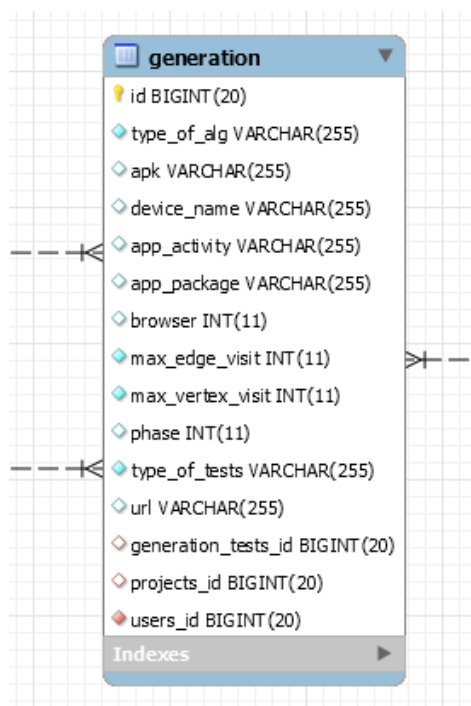 generation
id BIGINT(20)
type_of_alg VARCHAR(255)
apk VARCHAR(255)
device_name VARCHAR(255)
app_activity VARCHAR(255)
app_package VARCHAR(255)
browser INT(11)
max_edge_visit INT(11)
max_vertex_visit INT(11)
phase INT(11)
type_of_tests VARCHAR(255)
url VARCHAR(255)
generation_tests_id BIGINT(20)
projects_id BIGINT(20)
users_id BIGINT(20)
Indexes